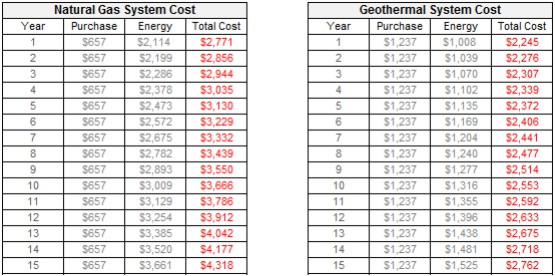 Natural Gas System Cost
Year Purchase Energy Total Cost
1 $657 $2,114 $2,771
2 $657 $2,199 $2,856
3 $657 $2,286 $2,944
4 $657 $2,378 $3,035
5 $657 $2,473 $3,130
6 $657 $2,572 $3,229
7 $657 $2,675 $3,332
8 $657 $2,782 $3,439
9 $657 $2,893 $3,550
10 $657 $3,009 $3,666
11 $657 $3,129 $3,786
12 $657 $3,254 $3,912
13 $657 $3,385 $4,042
14 $657 $3,520 $4,177
15 $657 $3,661 $4,318
Geothermal System Cost
Year Purchase Energy Total Cost
1 $1,237 $1,008 $2,245
2 $1,237 $1,039 $2,276
3 $1,237 $1,070 $2,307
4 $1,237 $1,102 $2,339
5 $1,237 $1,135 $2,372
6 $1,237 $1,169 $2,406
7 $1,237 $1,204 $2,441
8 $1,237 $1,240 $2,477
9 $1,237 $1,277 $2,514
10 $1,237 $1,316 $2,553
11 $1,237 $1,355 $2,592
12 $1,237 $1,396 $2,633
13 $1,237 $1,438 $2,675
14 $1,237 $1,481 $2,718
15 $1,237 $1,525 $2,762